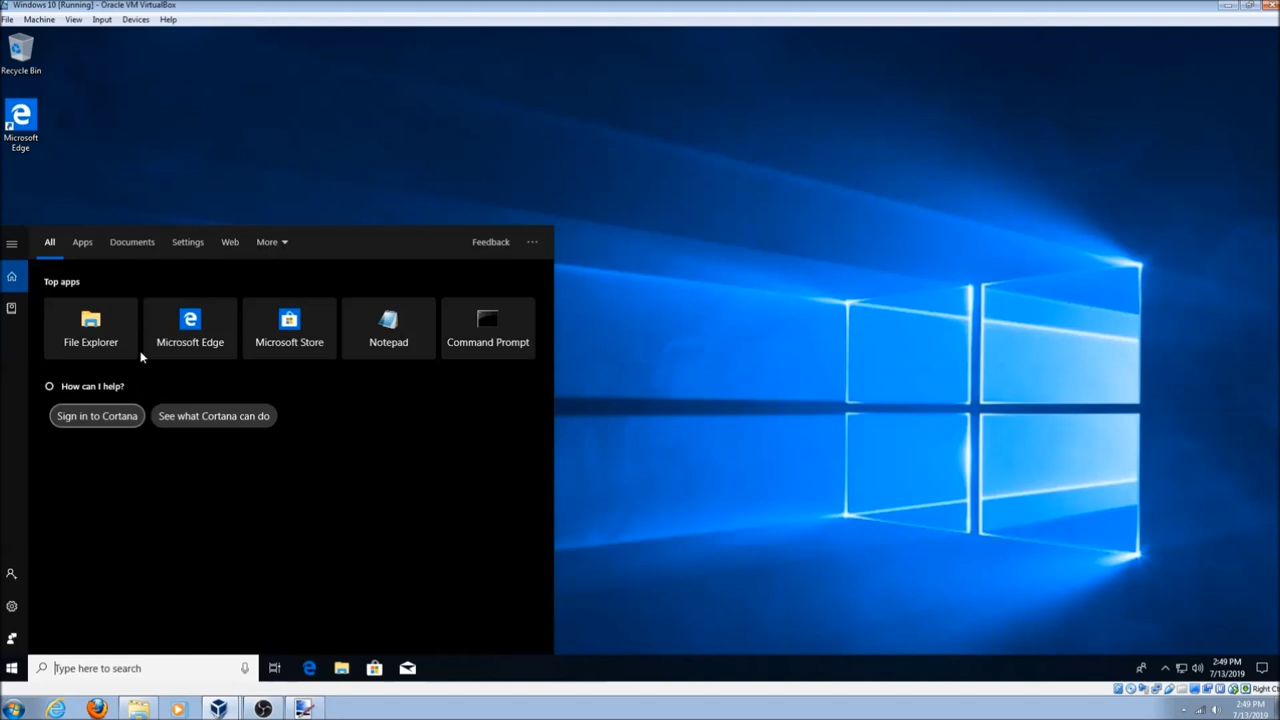 Windows 10 [Running] - Oracle VM VirtualBox
File Machine View Input Devices Help
Recycle Bin
Microsoft
Edge
All Apps Documents Settings Web More Feedback ...
Top apps
File Explorer Microsoft Edge Microsoft Store Notepad Command Prompt
How can I help?
Sign in to Cortana See what Cortana can do
Type here to search
2:49 PM
7/13/2019
Right C
2:49 PM
7/13/2019